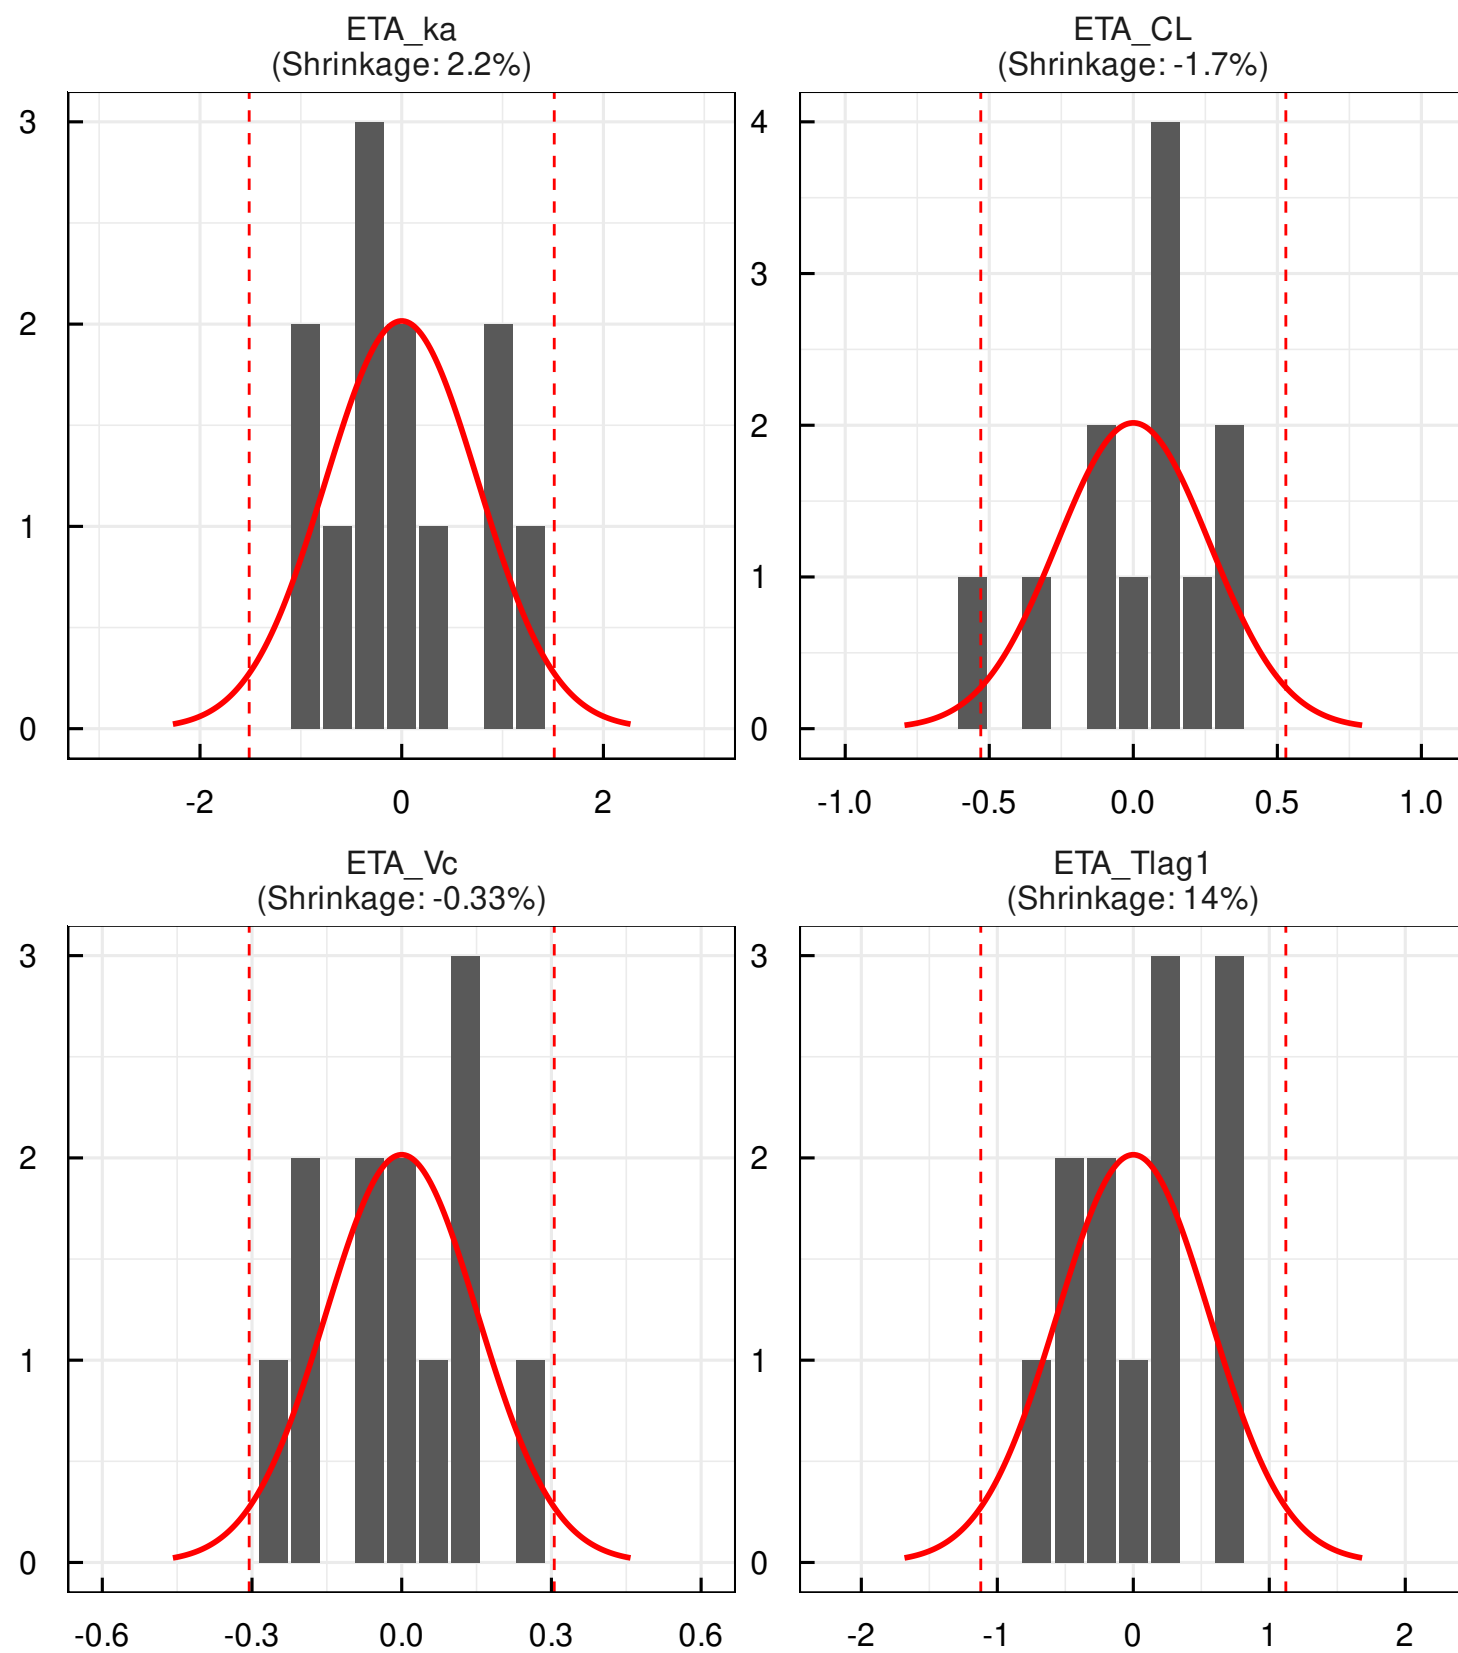 ETA_ka
(Shrinkage: 2.2%)
3
2
1
0
-2 0 2
ETA_CL
(Shrinkage: -1.7%)
4
3
2
1
0
-1.0 -0.5 0.0 0.5 1.0
ETA_Vc
(Shrinkage: -0.33%)
3
2
1
0
-0.6 -0.3 0.0 0.3 0.6
ETA_Tlag1
(Shrinkage: 14%)
3
2
1
0
-2 -1 0 1 2